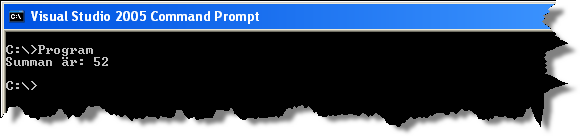 Visual Studio 2005 Command Prompt
C:\>Program
Summan är: 52
C:\>